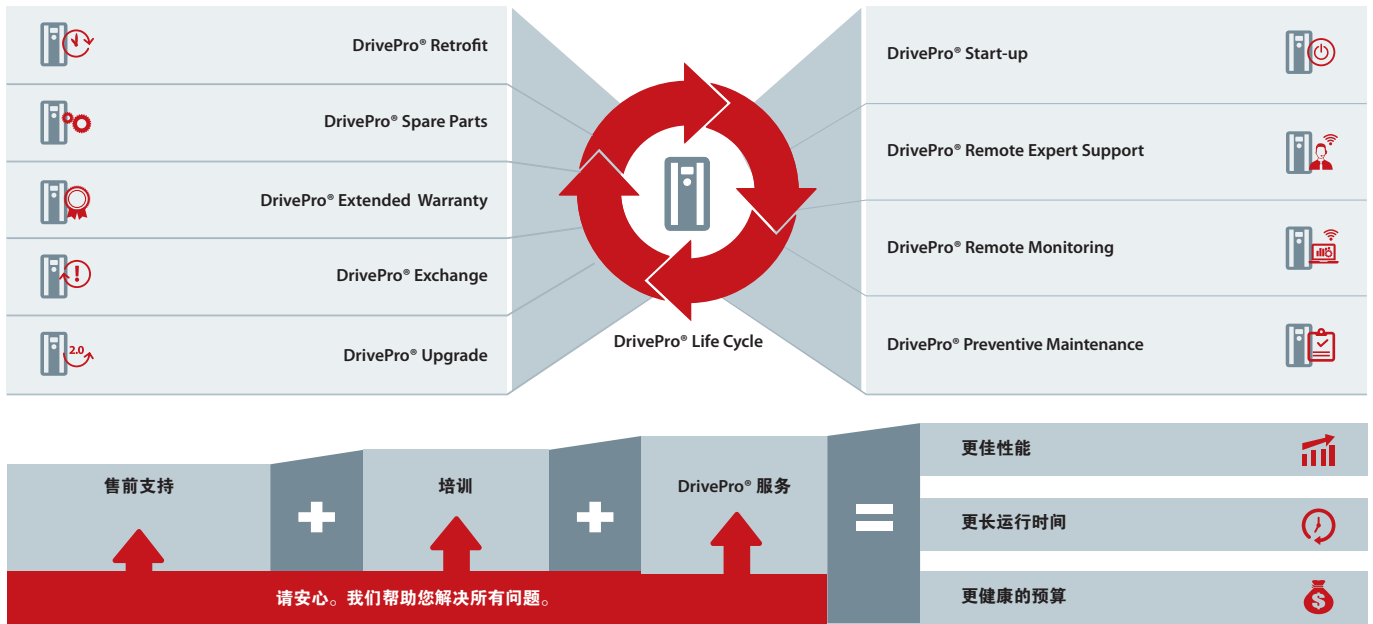 DrivePro® Retrofit
DrivePro® Spare Parts
DrivePro® Extended Warranty
DrivePro® Exchange
2.0
DrivePro® Upgrade
DrivePro® Life Cycle
DrivePro® Start-up
DrivePro® Remote Expert Support
DrivePro® Remote Monitoring
DrivePro® Preventive Maintenance
售前支持
培训
DrivePro® 服务
请安心。我们帮助您解决所有问题。
更佳性能
更长运行时间
更健康的预算